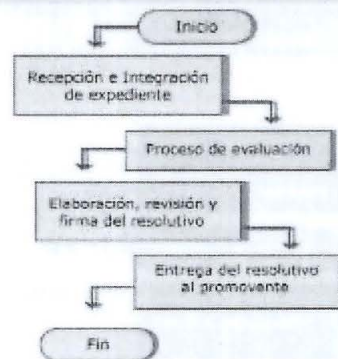 Inicio
Recepción e Integración
de expediente
Proceso de evaluación
Elaboración, revisión y
firma del resolutivo
Entrega del resolutivo
al promovente
Fin